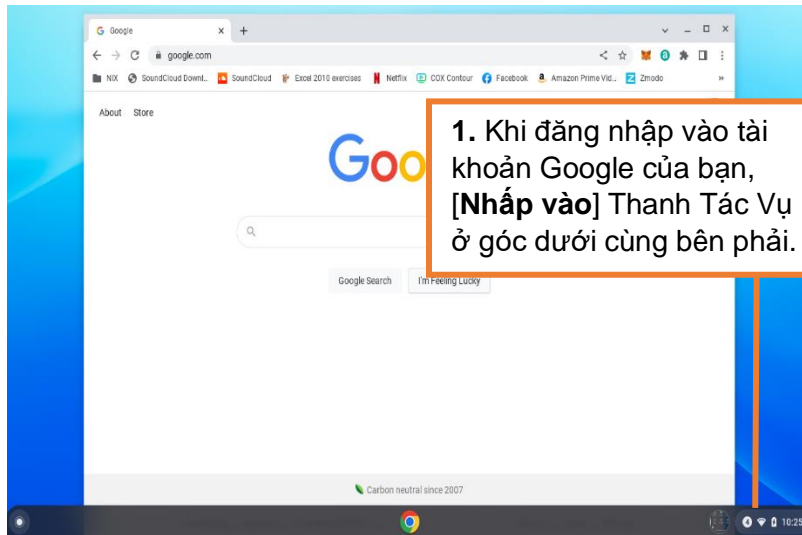 Google
google.com
NIX SoundCloud Downl.. SoundCloud Excel 2010 exercises Netflix COX Contour Facebook Amazon Prime Vid... Zmodo »
About Store
1. Khi đăng nhập vào tài
khoản Google của bạn,
[Nhấp vào] Thanh Tác Vụ
ở góc dưới cùng bên phải.
Goo
Google Search I'm Feeling Lucky
Carbon neutral since 2007
10:25